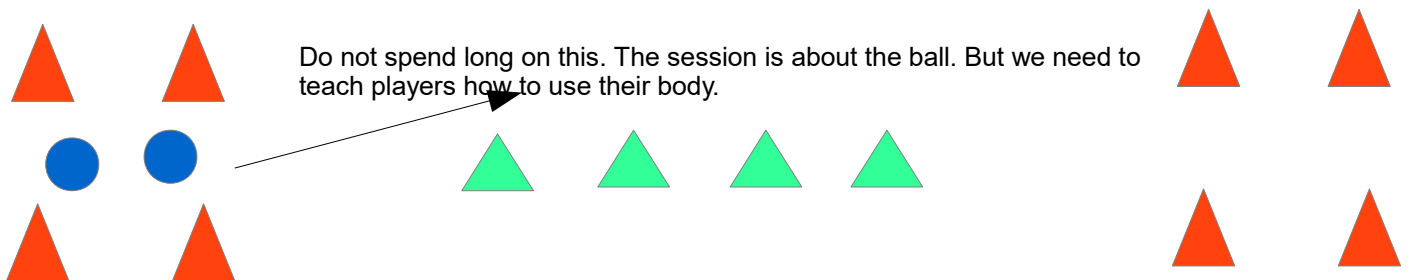 Do not spend long on this. The session is about the ball. But we need to
teach players how to use their body.